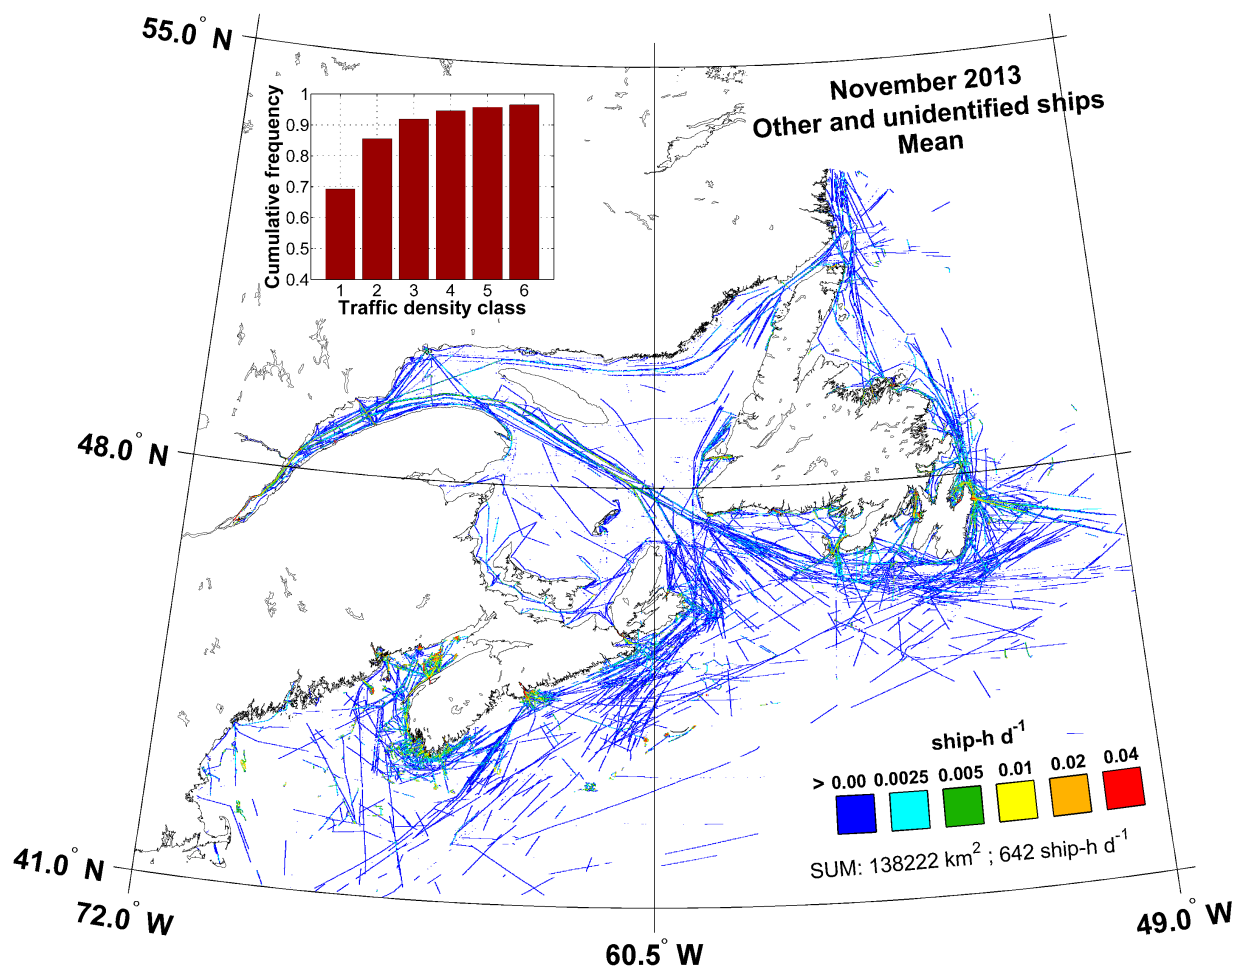 55.0° N
November 2013
Other and unidentified ships
Mean
Cumulative frequency
1
0.9
0.8
0.7
0.6
0.5
0.4
1 2 3 4 5 6
Traffic density class
48.0° N
ship-h d-1
> 0.00 0.0025 0.005 0.01 0.02 0.04
SUM: 138222 km2 ; 642 ship-h d-1
41.0° N
72.0° W
60.5° W
49.0° W